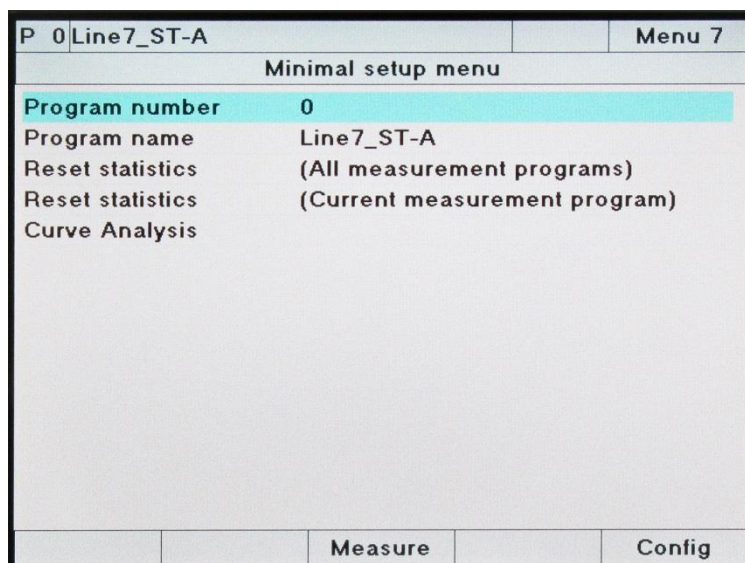 P 0 Line7_ST-A Menu 7
Minimal setup menu
Program number 0
Program name Line7_ST-A
Reset statistics (All measurement programs)
Reset statistics (Current measurement program)
Curve Analysis
Measure Config